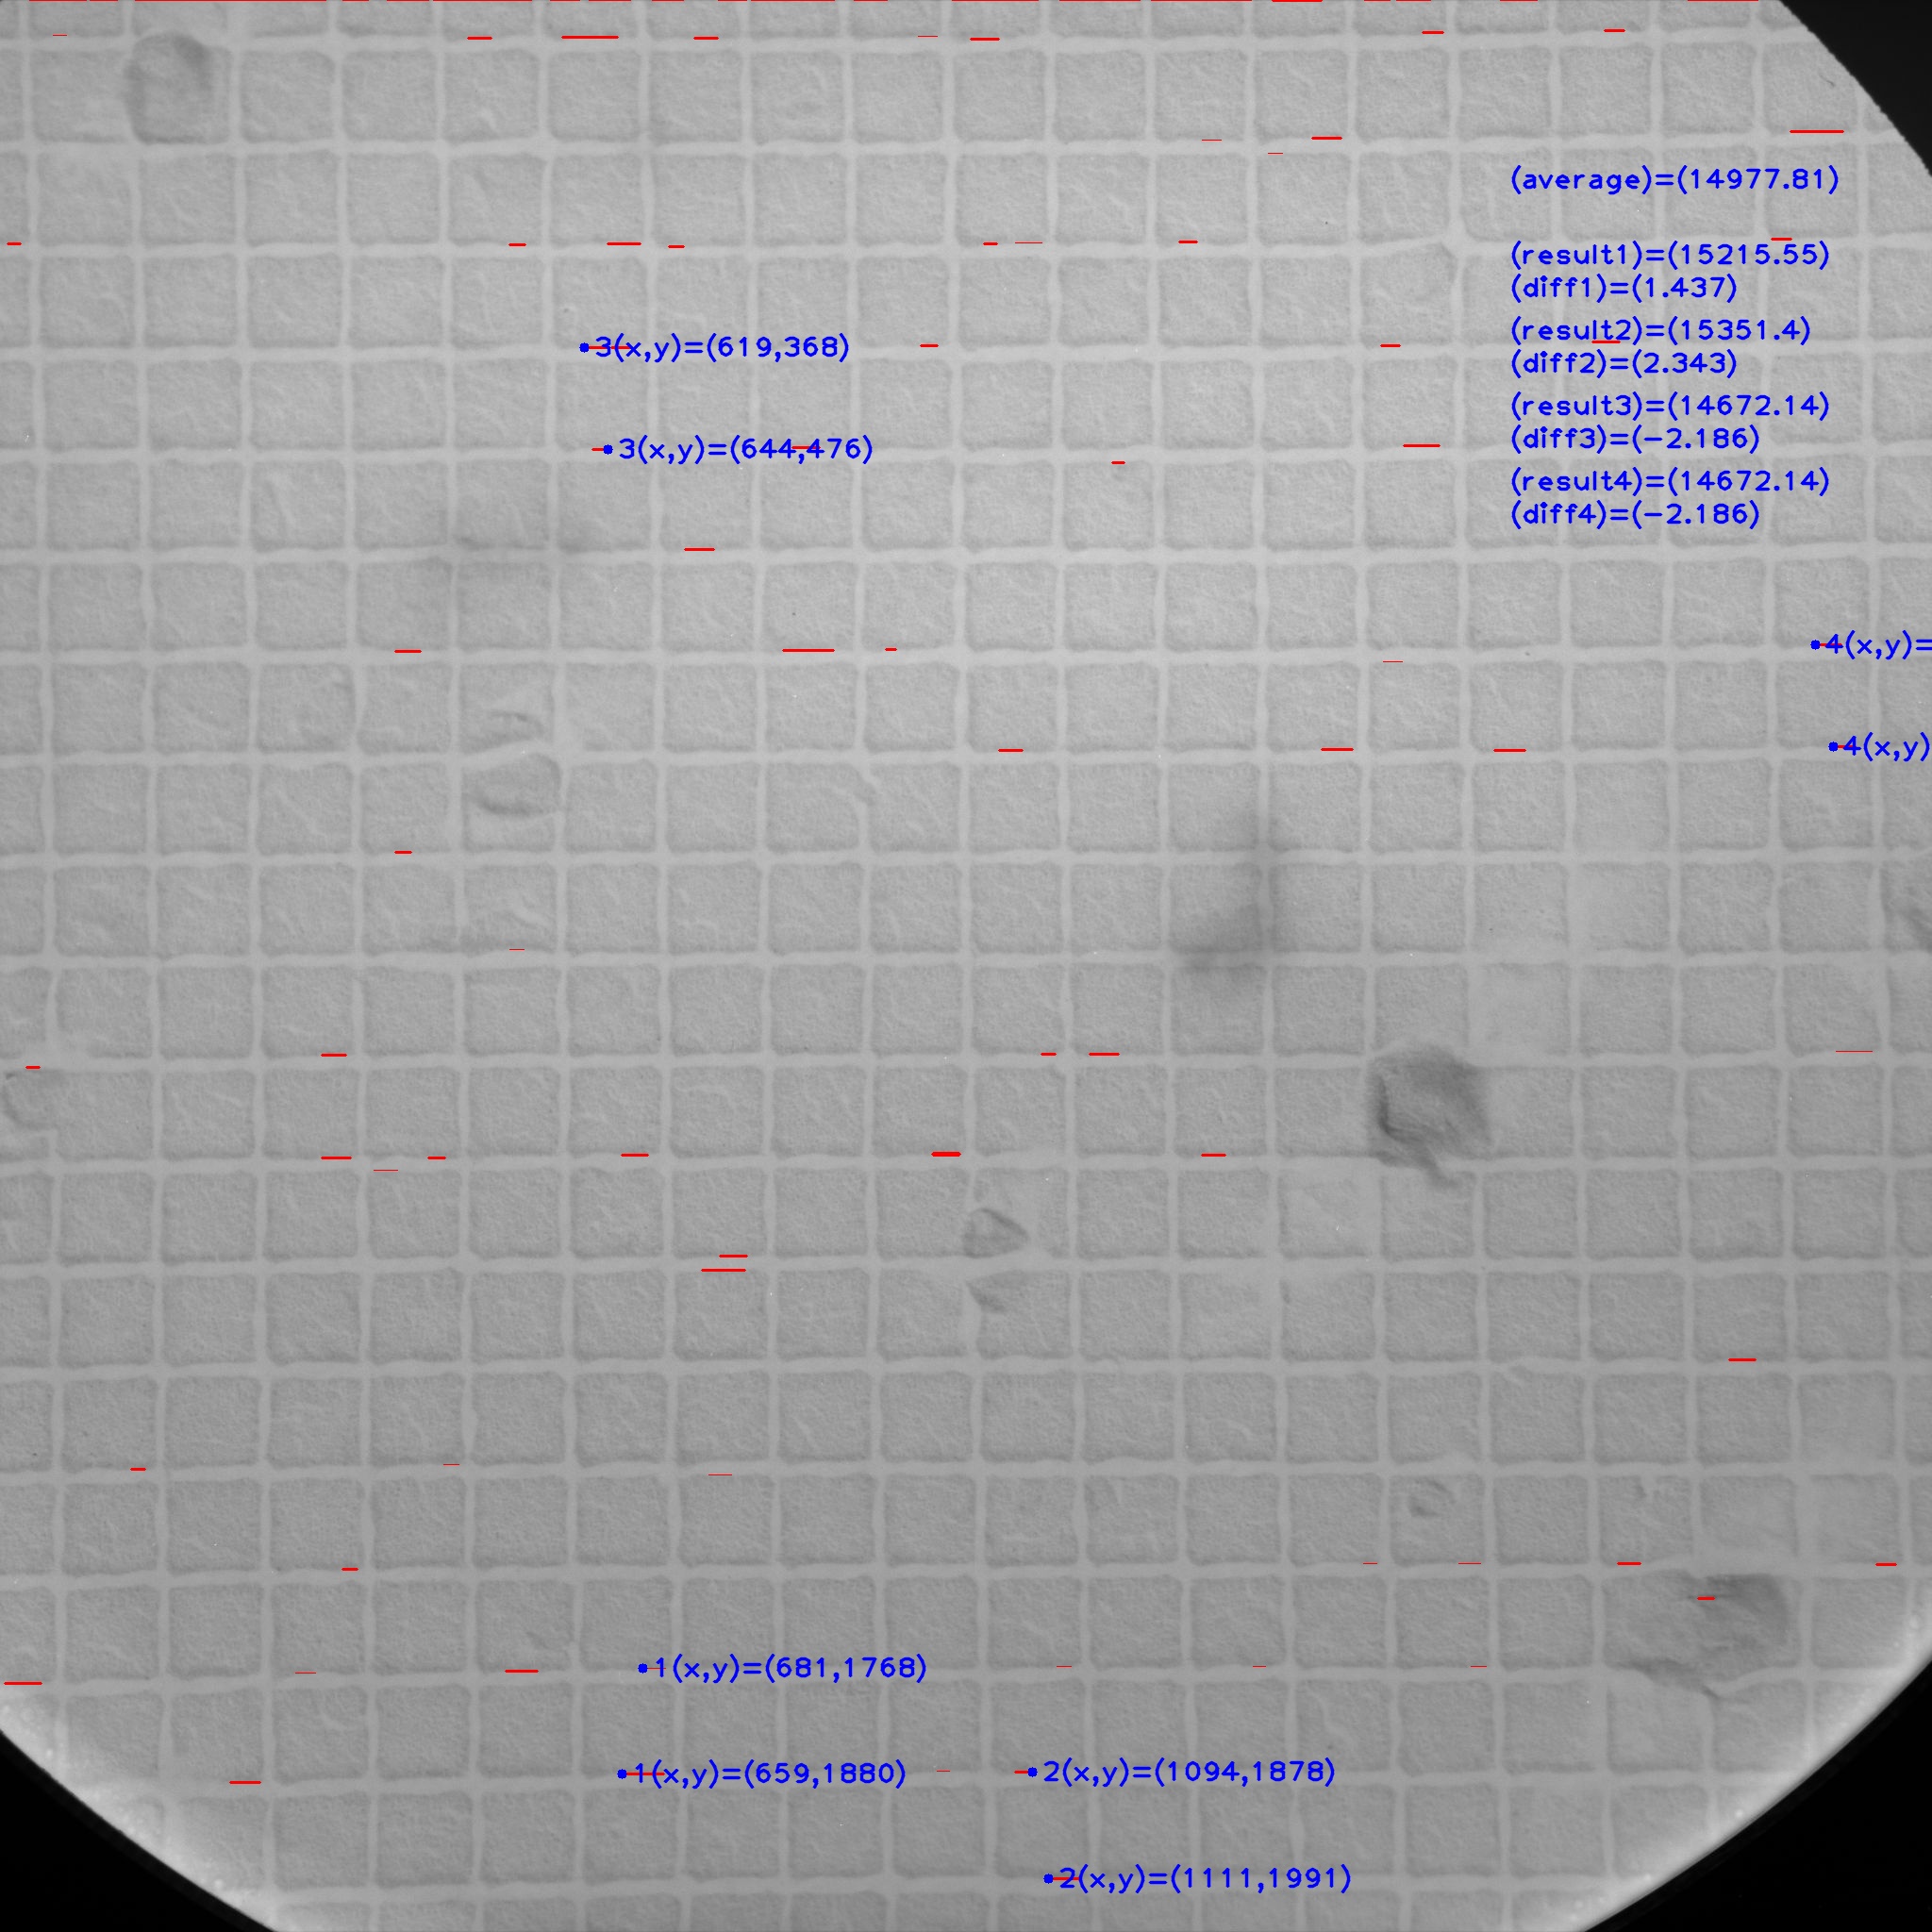 (average)=(14977.81)
(result1)=(15215.55)
(diff1)=(1.437)
(result2)=(15351.4)
(diff2)=(2.343)
(result3)=(14672.14)
(diff3)=(-2.186)
(result4)=(14672.14)
(diff4)=(-2.186)
3(x,y)=(619,368)
3(x,y)=(644,476)
4(x,y)=
4(x,y)
1(x,y)=(681,1768)
1(x,y)=(659,1880)
2(x,y)=(1094,1878)
2(x,y)=(1111,1991)